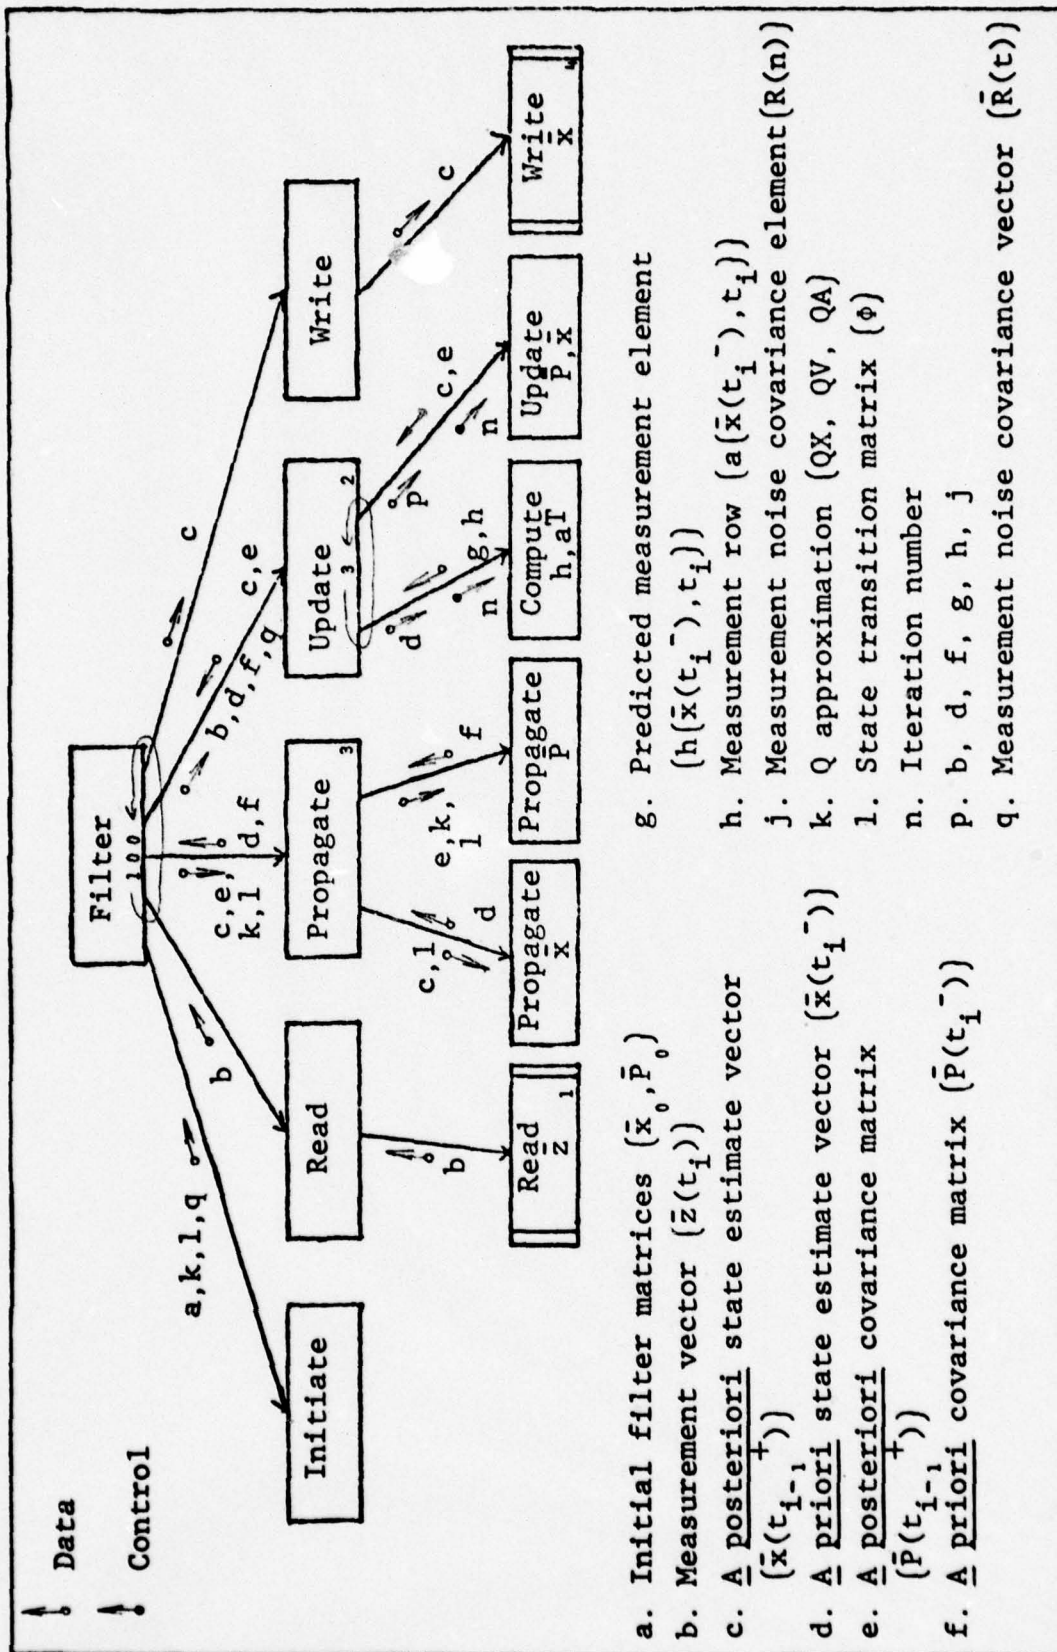 Data
Control
Filter
100
a,k,l,q
b
c,e,
k,l
d,f
b,d,f,q
c,e
c
Initiate
Read
Propagate
3
Update
3
2
Write
b
c,l
d
e,k,
l
f
d
n
g,h
p
n
c,e
c
Read
z̄
1
Propagate
x̄
Propagate
P̄
Compute
h,aᵀ
Update
P̄,x̄
Write
x̄
4
a. Initial filter matrices {x̄₀,P̄₀}
b. Measurement vector {z̄(tᵢ)}
c. A posteriori state estimate vector
{x̄(tᵢ₋₁⁺)}
d. A priori state estimate vector {x̄(tᵢ⁻)}
e. A posteriori covariance matrix
{P̄(tᵢ₋₁⁺)}
f. A priori covariance matrix {P̄(tᵢ⁻)}
g. Predicted measurement element
{h{x̄(tᵢ⁻),tᵢ}}
h. Measurement row {a{x̄(tᵢ⁻),tᵢ}}
j. Measurement noise covariance element{R(n)}
k. Q approximation {QX, QV, QA}
l. State transition matrix {Φ}
n. Iteration number
p. b, d, f, g, h, j
q. Measurement noise covariance vector {R̄(t)}